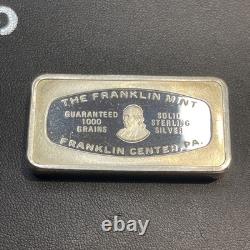 THE FRANKLIN MINT
GUARANTEED
1000
GRAINS
SOLID
STERLING
SILVER
FRANKLIN CENTER, PA.